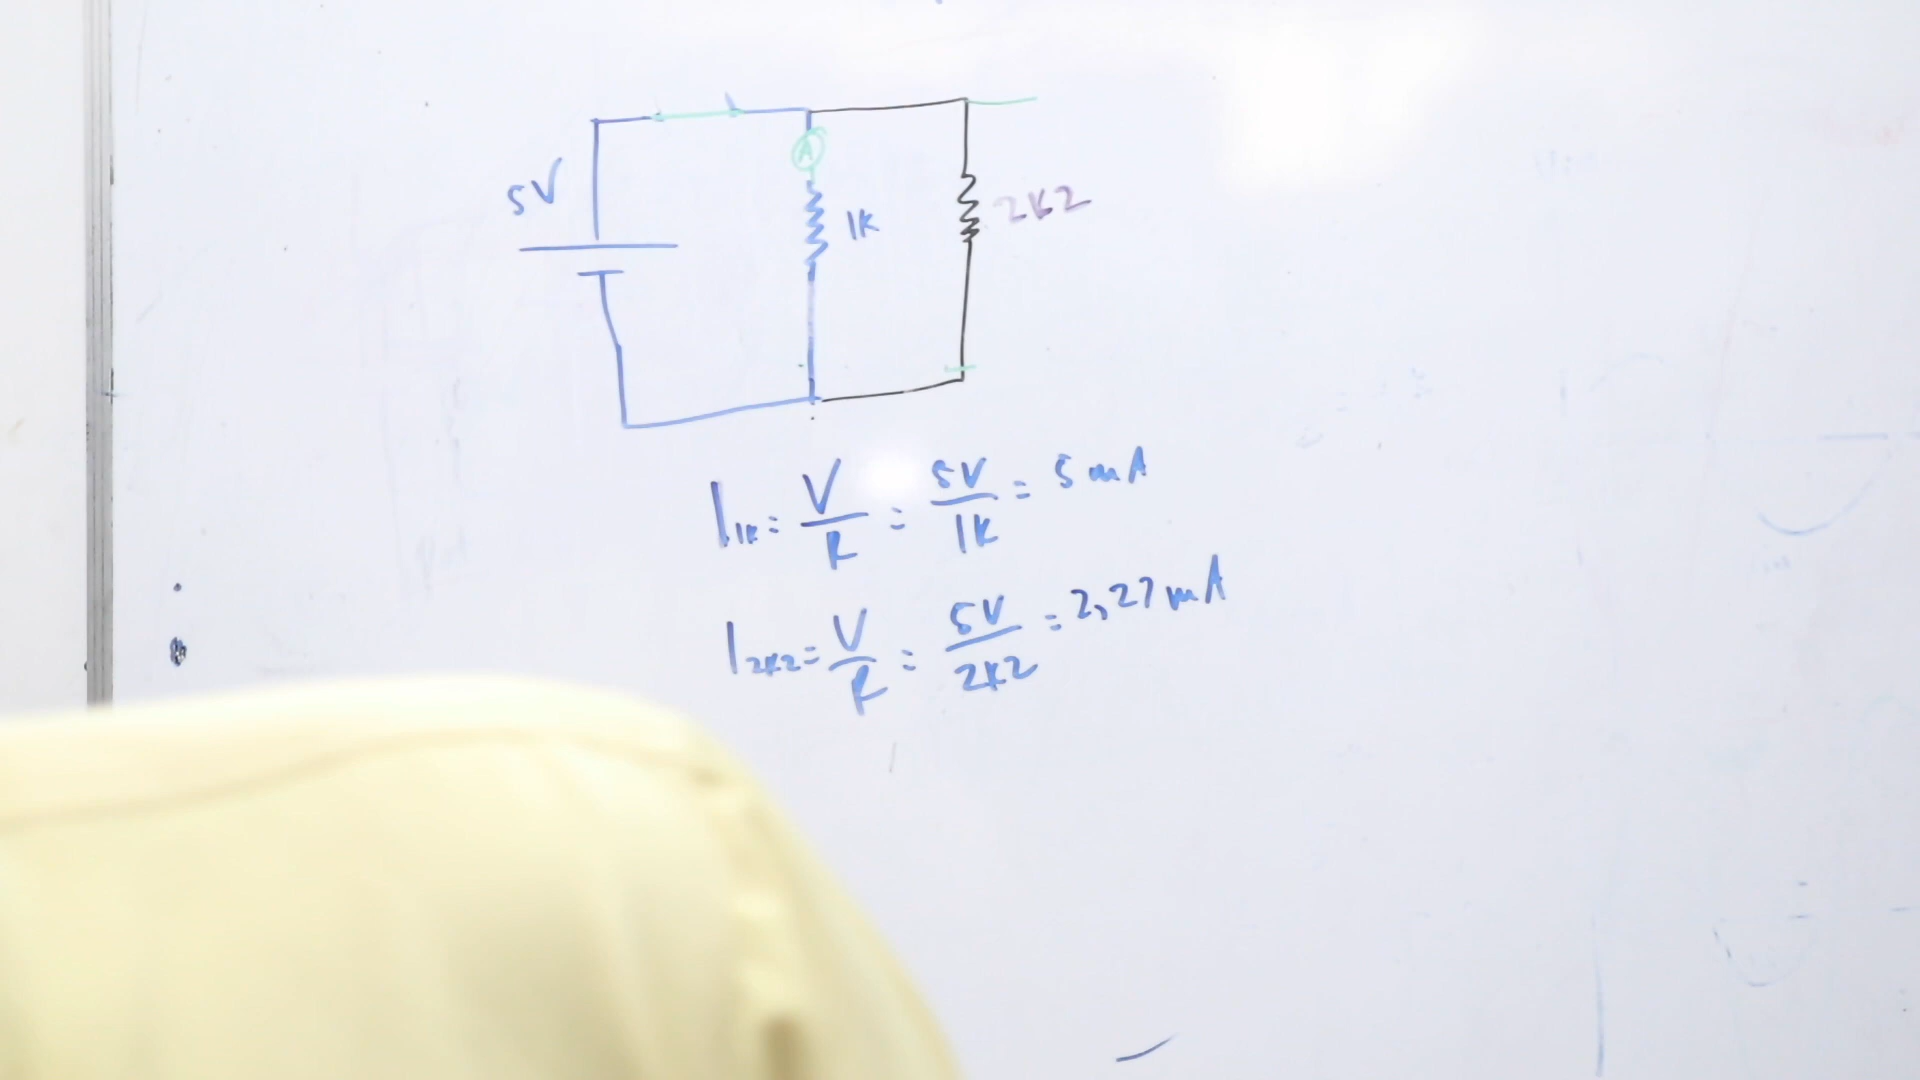 5V
A
1K
2K2
I1K = V/R = 5V/1K = 5 mA
I2K2 = V/R = 5V/2K2 = 2,27 mA